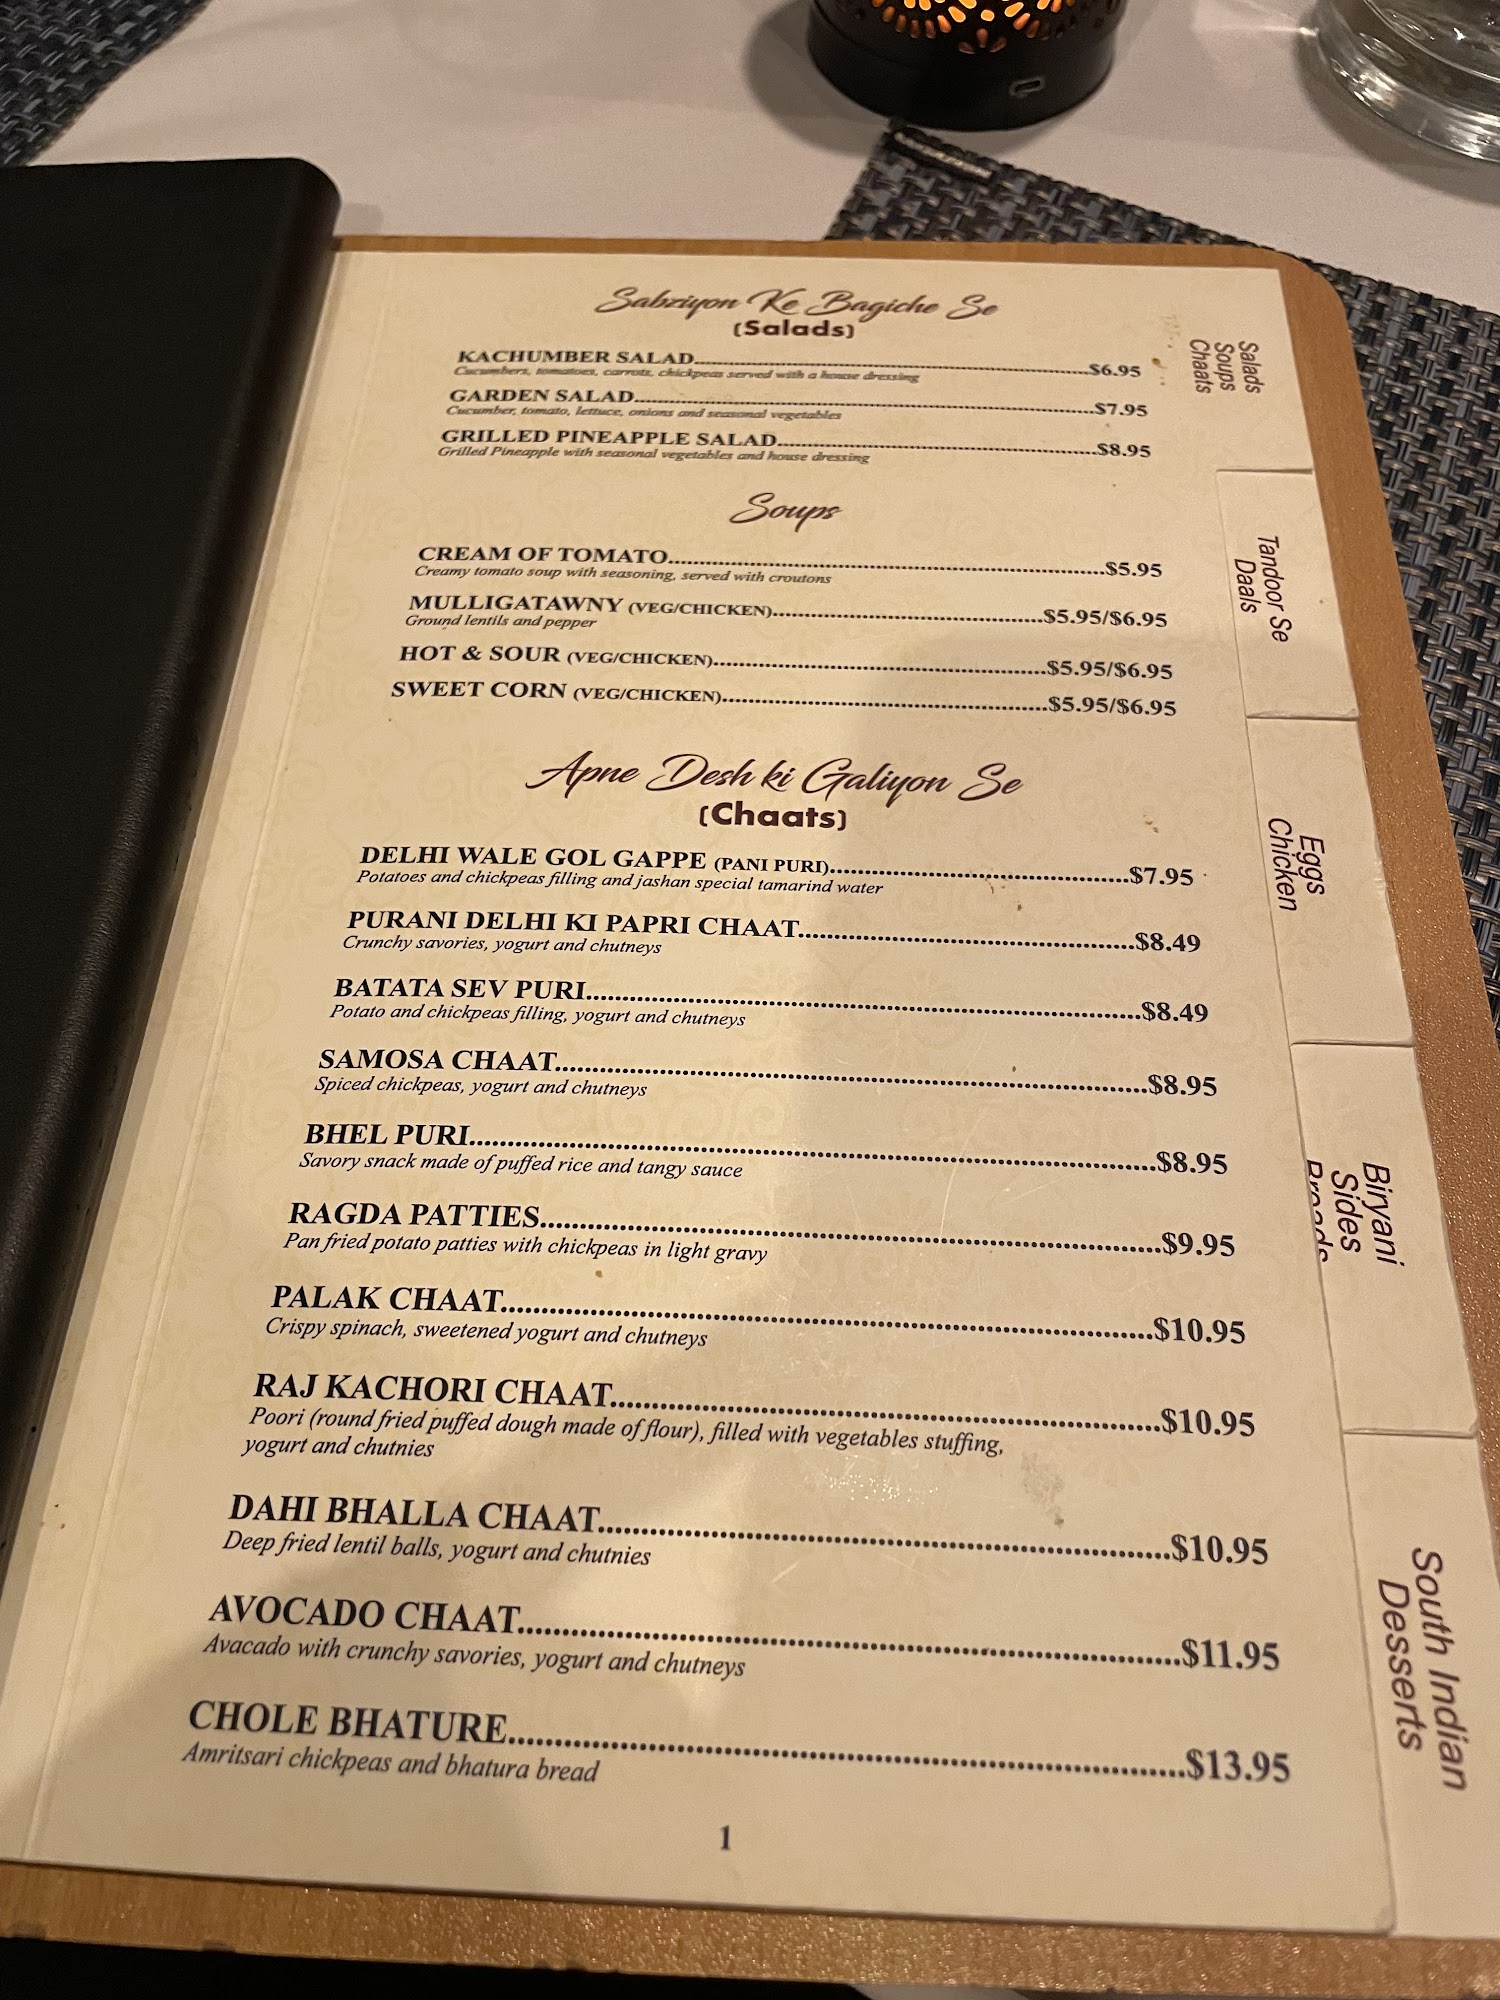 Sabziyon Ke Bagiche Se
(Salads)
KACHUMBER SALAD........$6.95
Cucumbers, tomatoes, carrots, chickpeas served with a house dressing
GARDEN SALAD........$7.95
Cucumber, tomato, lettuce, onions and seasonal vegetables
GRILLED PINEAPPLE SALAD........$8.95
Grilled Pineapple with seasonal vegetables and house dressing
Soups
CREAM OF TOMATO........$5.95
Creamy tomato soup with seasoning, served with croutons
MULLIGATAWNY (VEG/CHICKEN)........$5.95/$6.95
Ground lentils and pepper
HOT & SOUR (VEG/CHICKEN)........$5.95/$6.95
SWEET CORN (VEG/CHICKEN)........$5.95/$6.95
Apne Desh ki Galiyon Se
(Chaats)
DELHI WALE GOL GAPPE (PANI PURI)........$7.95
Potatoes and chickpeas filling and jashan special tamarind water
PURANI DELHI KI PAPRI CHAAT........$8.49
Crunchy savories, yogurt and chutneys
BATATA SEV PURI........$8.49
Potato and chickpeas filling, yogurt and chutneys
SAMOSA CHAAT........$8.95
Spiced chickpeas, yogurt and chutneys
BHEL PURI........$8.95
Savory snack made of puffed rice and tangy sauce
RAGDA PATTIES........$9.95
Pan fried potato patties with chickpeas in light gravy
PALAK CHAAT........$10.95
Crispy spinach, sweetened yogurt and chutneys
RAJ KACHORI CHAAT........$10.95
Poori (round fried puffed dough made of flour), filled with vegetables stuffing,
yogurt and chutnies
DAHI BHALLA CHAAT........$10.95
Deep fried lentil balls, yogurt and chutnies
AVOCADO CHAAT........$11.95
Avacado with crunchy savories, yogurt and chutneys
CHOLE BHATURE........$13.95
Amritsari chickpeas and bhatura bread
1
Salads
Soups
Chaats
Tandoor Se
Daals
Eggs
Chicken
Biryani
Sides
Breads
South Indian
Desserts